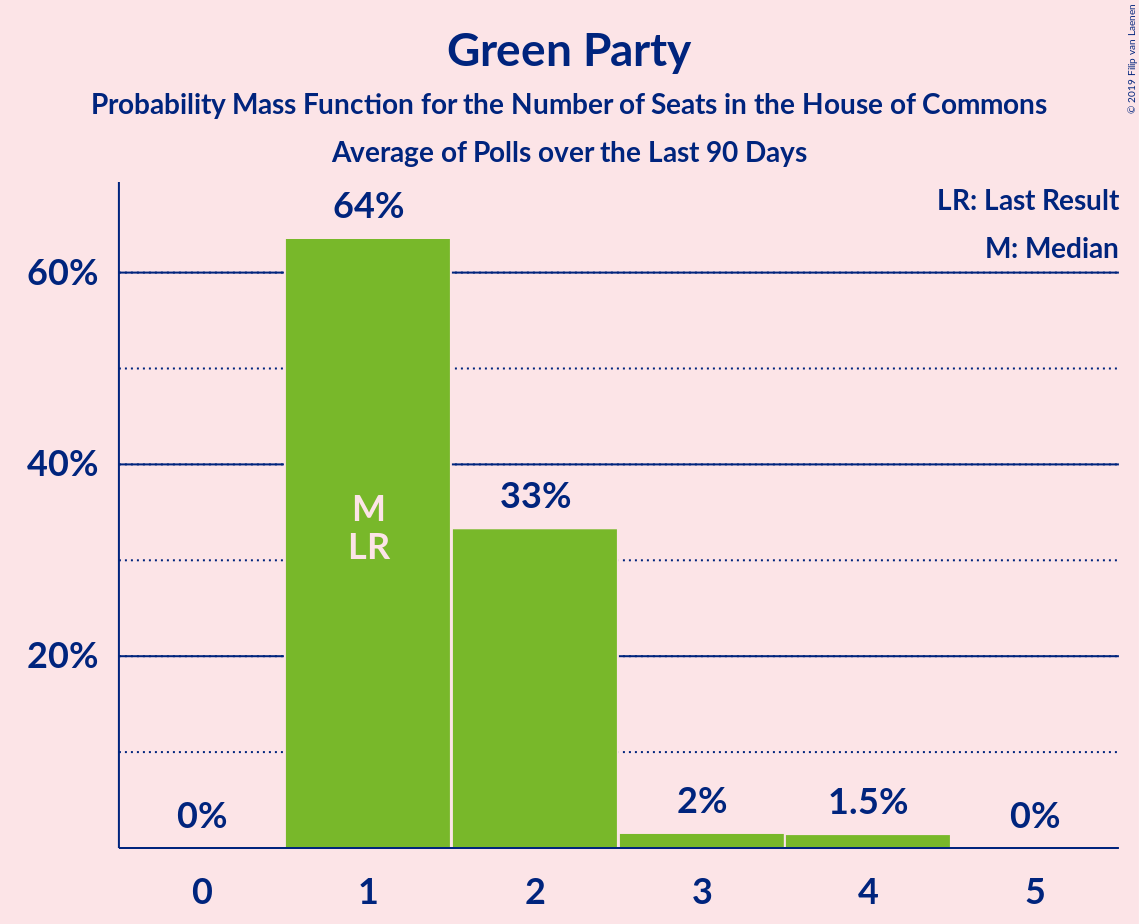 Green Party
Probability Mass Function for the Number of Seats in the House of Commons
Average of Polls over the Last 90 Days
© 2019 Filip van Laenen
LR: Last Result
M: Median
64%
60%
40%
33%
M
LR
20%
0%
2%
1.5%
0%
0 1 2 3 4 5